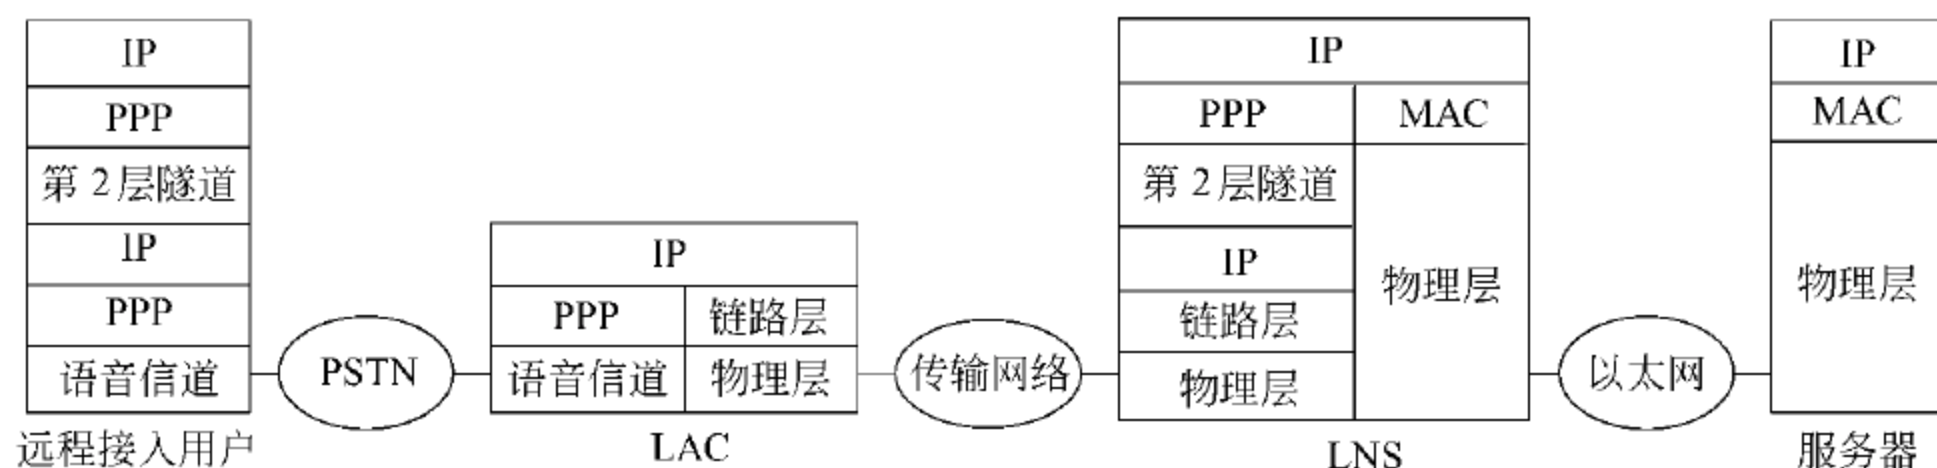 IP
PPP
第 2 层隧道
IP
PPP
语音信道
远程接入用户
PSTN
IP
PPP
链路层
语音信道
物理层
LAC
传输网络
IP
PPP
MAC
第 2 层隧道
IP
链路层
物理层
物理层
LNS
以太网
IP
MAC
物理层
服务器